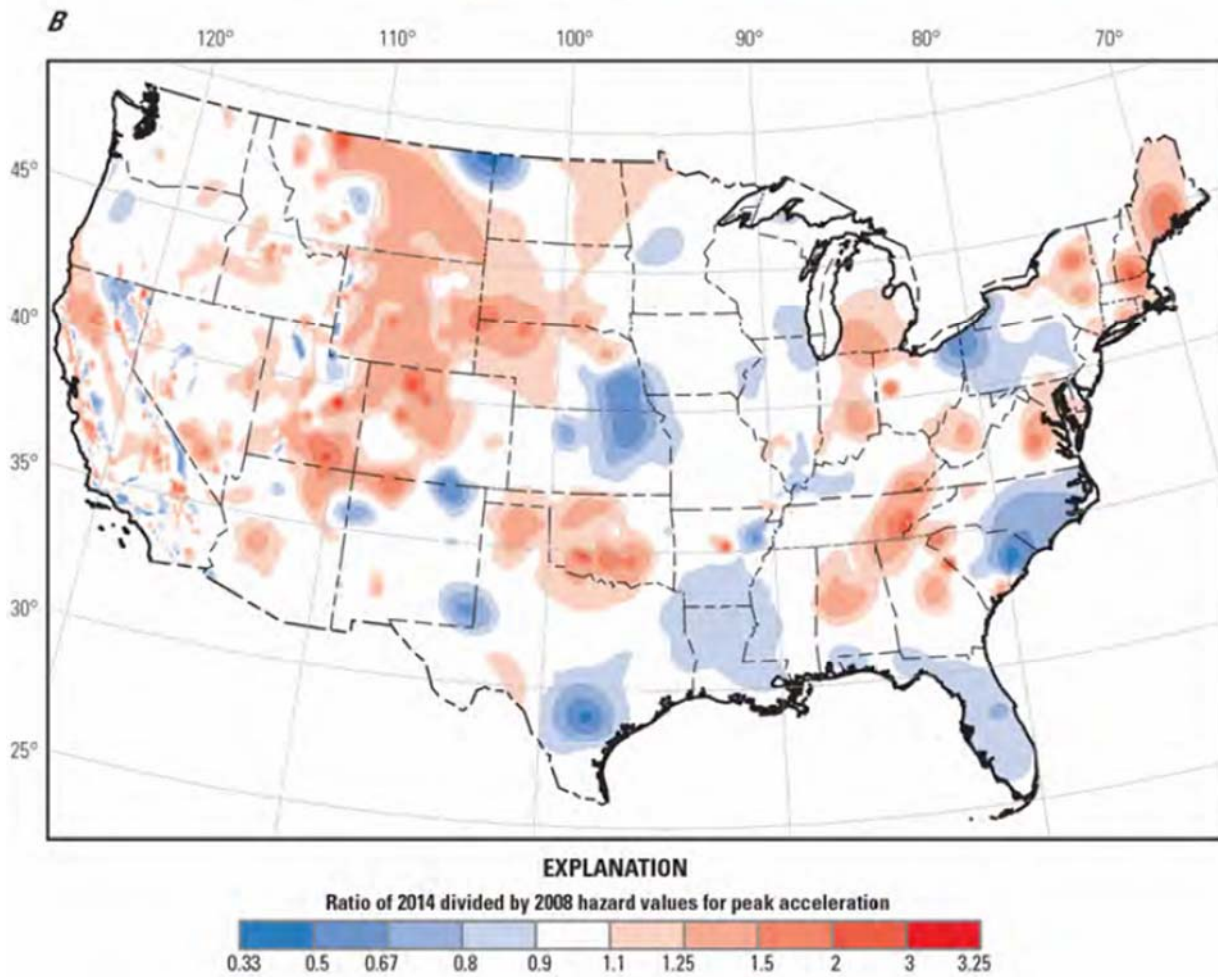 B
120° 110° 100° 90° 80° 70°
45°
40°
35°
30°
25°
EXPLANATION
Ratio of 2014 divided by 2008 hazard values for peak acceleration
0.33 0.5 0.67 0.8 0.9 1.1 1.25 1.5 2 3 3.25